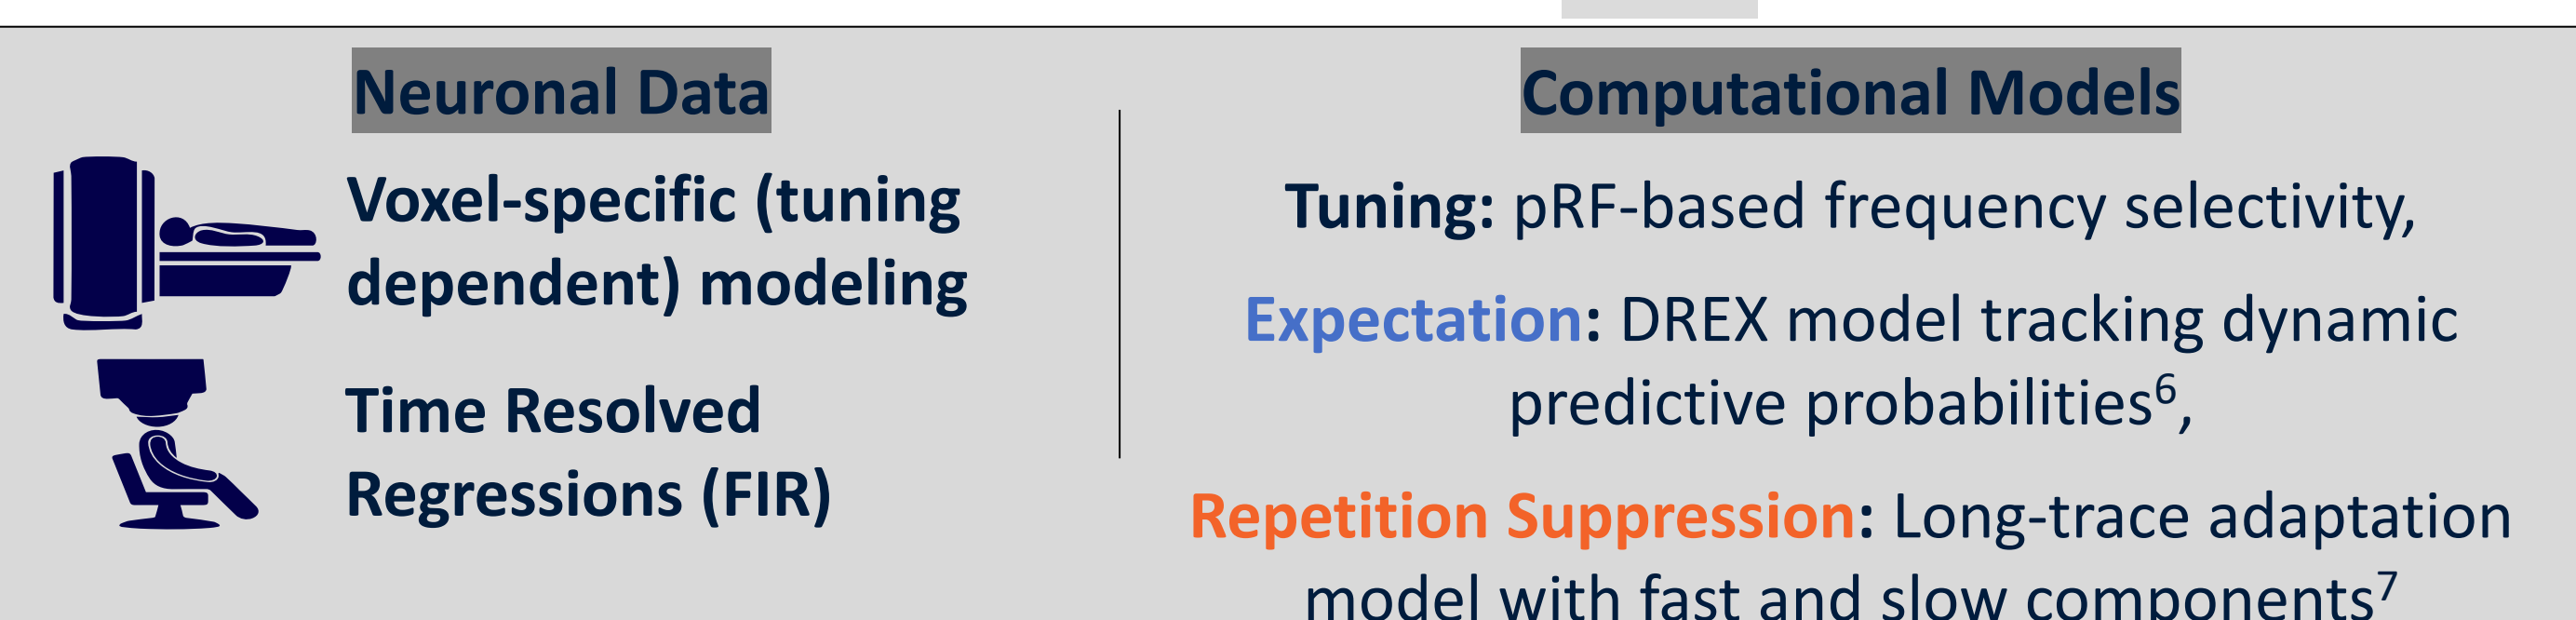 Neuronal Data
Voxel-specific (tuning
dependent) modeling
Time Resolved
Regressions (FIR)
Computational Models
Tuning: pRF-based frequency selectivity,
Expectation: DREX model tracking dynamic
predictive probabilities⁶,
Repetition Suppression: Long-trace adaptation
model with fast and slow components⁷